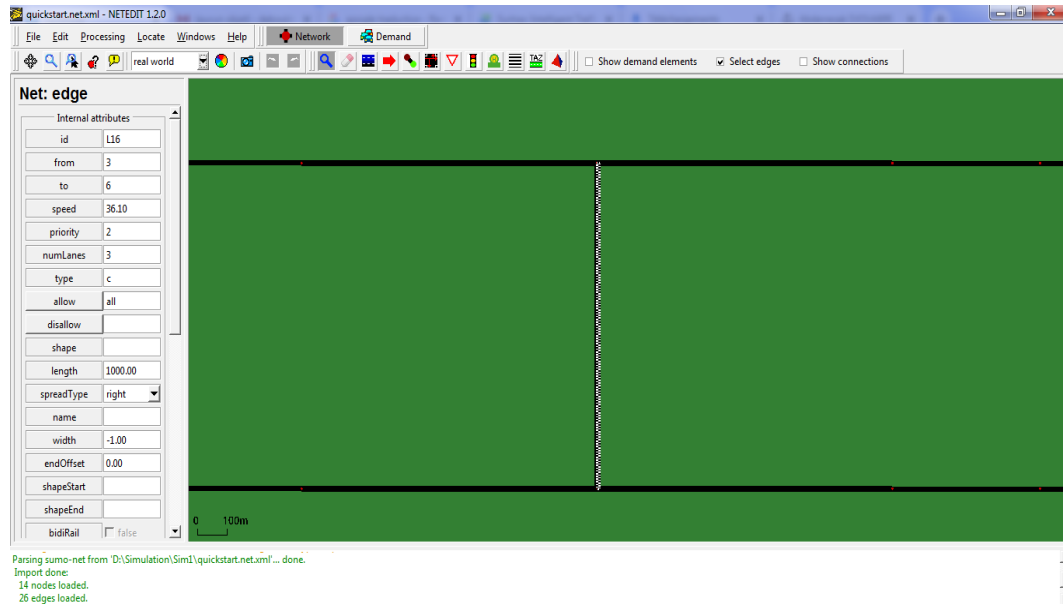 quickstart.net.xml - NETEDIT 1.2.0
File Edit Processing Locate Windows Help Network Demand
real world TAZ Show demand elements Select edges Show connections
Net: edge
Internal attributes
id L16
from 3
to 6
speed 36.10
priority 2
numLanes 3
type c
allow all
disallow
shape
length 1000.00
spreadType right
name
width -1.00
endOffset 0.00
shapeStart
shapeEnd
bidiRail false
0 100m
Parsing sumo-net from 'D:\Simulation\Sim1\quickstart.net.xml'... done.
Import done:
14 nodes loaded.
26 edges loaded.